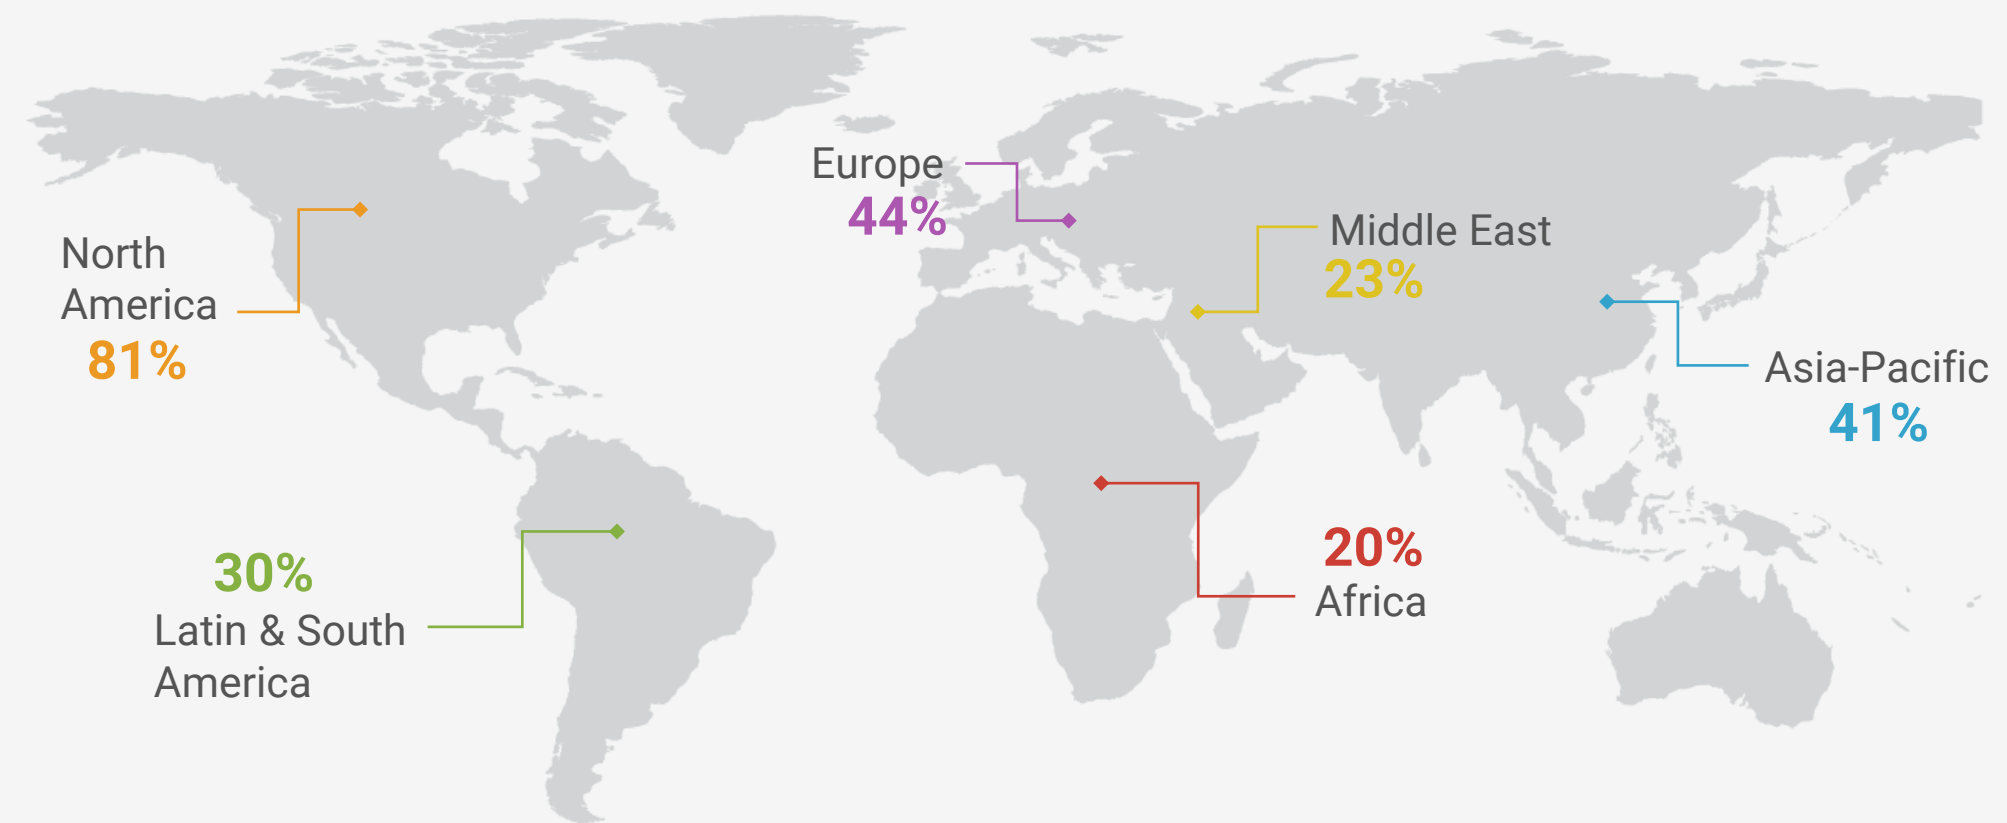 North
America
81%
Europe
44%
Middle East
23%
Asia-Pacific
41%
30%
Latin & South
America
20%
Africa